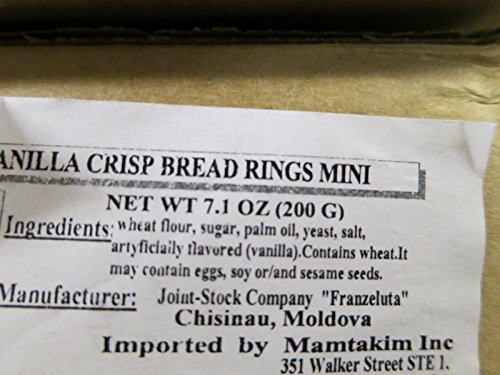 ANILLA CRISP BREAD RINGS MINI
NET WT 7.1 OZ (200 G)
Ingredients: wheat flour, sugar, palm oil, yeast, salt,
artyficially flavored (vanilla).Contains wheat.It
may contain eggs, soy or/and sesame seeds.
Manufacturer: Joint-Stock Company "Franzeluta"
Chisinau, Moldova
Imported by Mamtakim Inc
351 Walker Street STE 1.